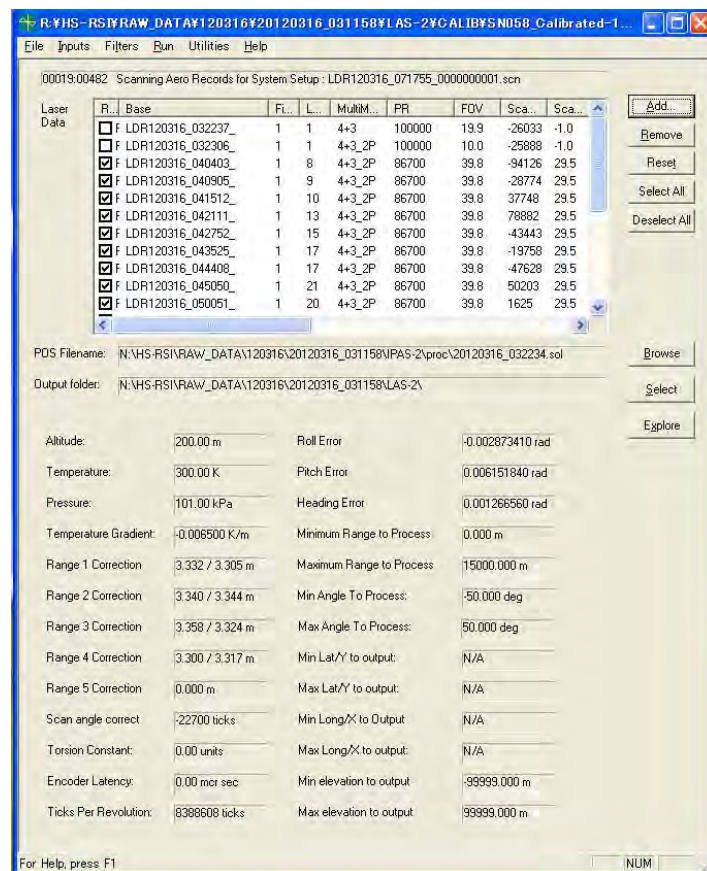 R:¥HS-RSI¥RAW_DATA¥120316¥20120316_031158¥LAS-2¥CALIB¥SN058_Calibrated-1...
File Inputs Filters Run Utilities Help
00019:00482 Scanning Aero Records for System Setup : LDR120316_071755_0000000001.scn
Laser Data
R... Base Fi... L... MultiM... PR FOV Sca... Sca...
F LDR120316_032237_ 1 1 4+3 100000 19.9 -26033 -1.0
F LDR120316_032306_ 1 1 4+3_2P 100000 10.0 -25888 -1.0
F LDR120316_040403_ 1 8 4+3_2P 86700 39.8 -94126 29.5
F LDR120316_040905_ 1 9 4+3_2P 86700 39.8 -28774 29.5
F LDR120316_041512_ 1 10 4+3_2P 86700 39.8 37748 29.5
F LDR120316_042111_ 1 13 4+3_2P 86700 39.8 78882 29.5
F LDR120316_042752_ 1 15 4+3_2P 86700 39.8 -43443 29.5
F LDR120316_043525_ 1 17 4+3_2P 86700 39.8 -19758 29.5
F LDR120316_044408_ 1 17 4+3_2P 86700 39.8 -47628 29.5
F LDR120316_045050_ 1 21 4+3_2P 86700 39.8 50203 29.5
F LDR120316_050051_ 1 20 4+3_2P 86700 39.8 1625 29.5
Add...
Remove
Reset
Select All
Deselect All
POS Filename: N:\HS-RSI\RAW_DATA\120316\20120316_031158\IPAS-2\proc\20120316_032234.sol Browse
Output folder: N:\HS-RSI\RAW_DATA\120316\20120316_031158\LAS-2\ Select
Explore
Altitude: 200.00 m Roll Error -0.002873410 rad
Temperature: 300.00 K Pitch Error 0.006151840 rad
Pressure: 101.00 kPa Heading Error 0.001266560 rad
Temperature Gradient: -0.006500 K/m Minimum Range to Process 0.000 m
Range 1 Correction 3.332 / 3.305 m Maximum Range to Process 15000.000 m
Range 2 Correction 3.340 / 3.344 m Min Angle To Process: -50.000 deg
Range 3 Correction 3.358 / 3.324 m Max Angle To Process: 50.000 deg
Range 4 Correction 3.300 / 3.317 m Min Lat/Y to output: N/A
Range 5 Correction 0.000 m Max Lat/Y to output: N/A
Scan angle correct -22700 ticks Min Long/X to Output N/A
Torsion Constant: 0.00 units Max Long/X to output: N/A
Encoder Latency: 0.00 mcr sec Min elevation to output -99999.000 m
Ticks Per Revolution: 8388608 ticks Max elevation to output 99999.000 m
For Help, press F1 NUM